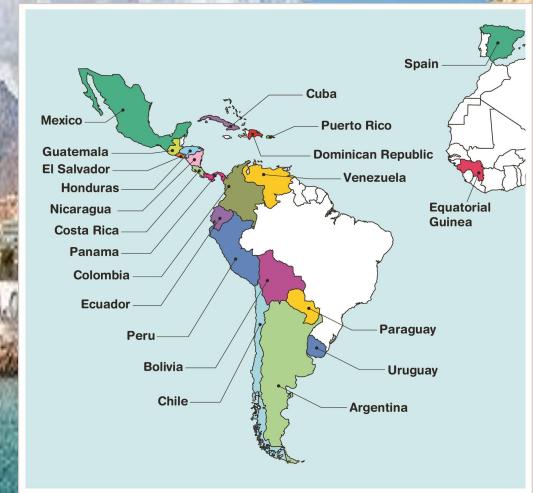 Spain
Cuba
Mexico
Puerto Rico
Guatemala
Dominican Republic
El Salvador
Venezuela
Honduras
Nicaragua
Equatorial
Guinea
Costa Rica
Panama
Colombia
Ecuador
Peru
Paraguay
Bolivia
Uruguay
Chile
Argentina